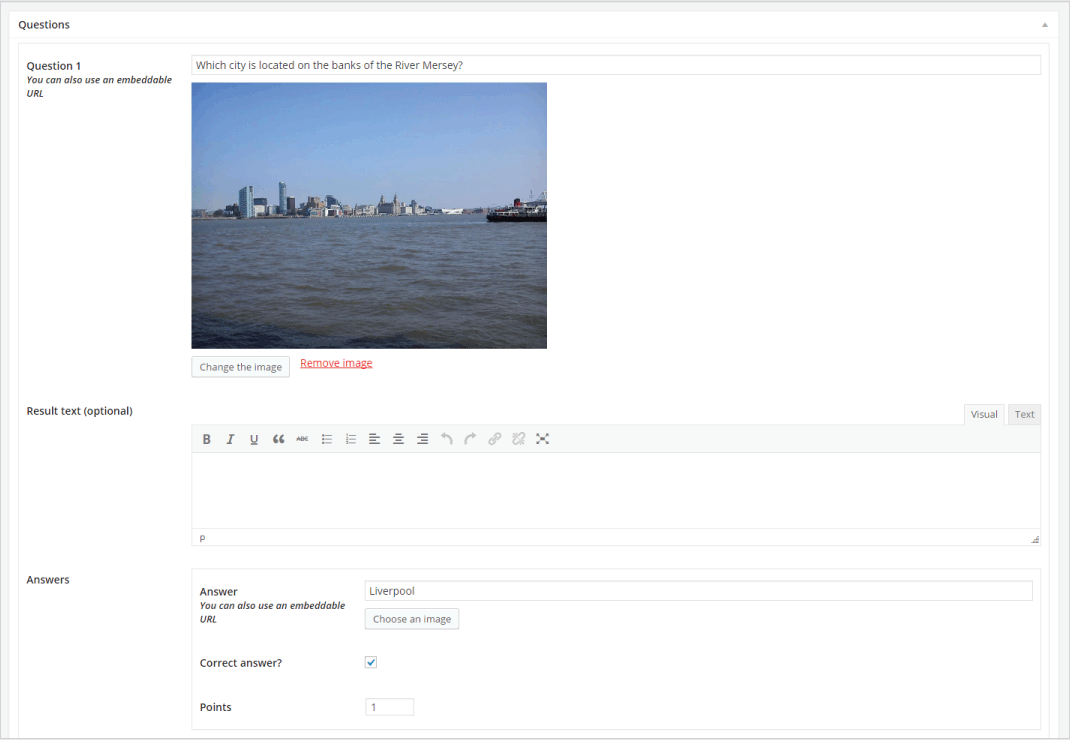 Questions
Question 1
You can also use an embeddable
URL
Which city is located on the banks of the River Mersey?
Change the image
Remove image
Result text (optional)
Visual
Text
B I U ABC
P
Answers
Answer
You can also use an embeddable
URL
Liverpool
Choose an image
Correct answer?
Points
1